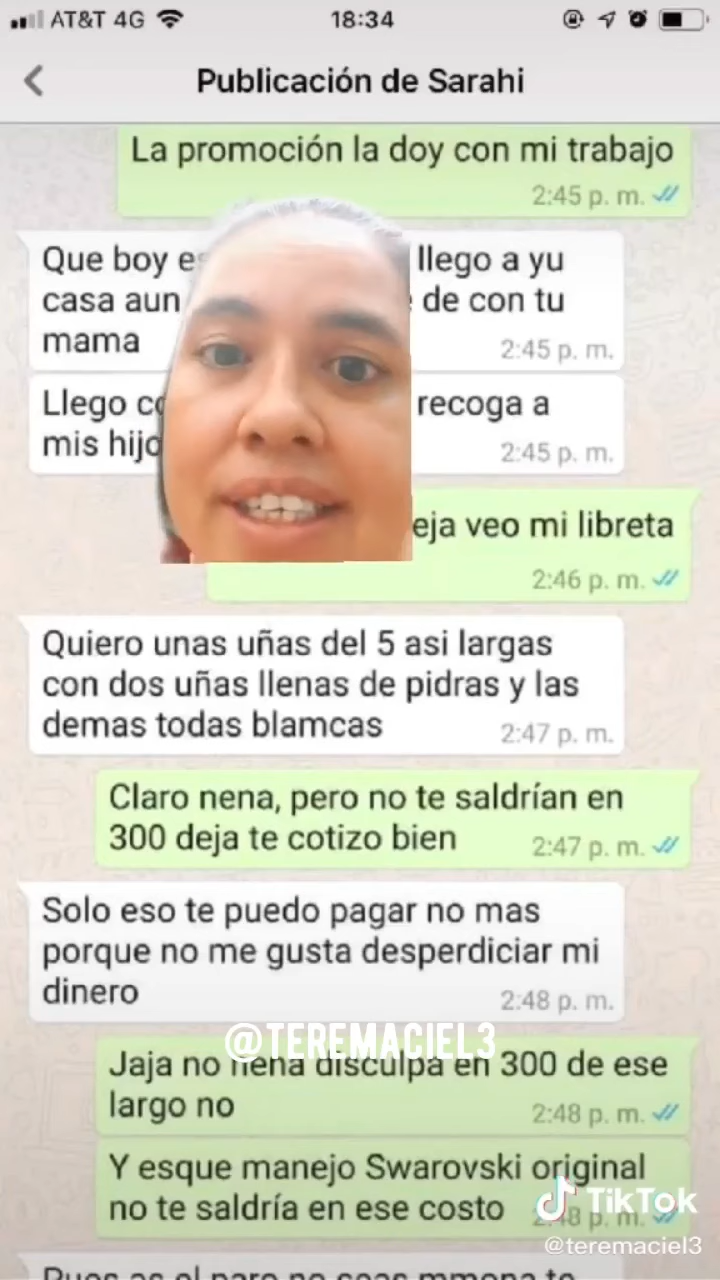 AT&T 4G 18:34
Publicación de Sarahi
La promoción la doy con mi trabajo
2:45 p. m.
Que boy llego a yu
casa aun de con tu
mama 2:45 p. m.
Llego recoga a
mis 2:45 p. m.
veo mi libreta
2:46 p. m.
Quiero unas uñas del 5 asi largas
con dos uñas llenas de pidras y las
demas todas blamcas 2:47 p. m.
Claro nena, pero no te saldrían en
300 deja te cotizo bien 2:47 p. m.
Solo eso te puedo pagar no mas
porque no me gusta desperdiciar mi
dinero 2:48 p. m.
@TEREMACIEL3
Jaja no nena disculpa en 300 de ese
largo no 2:48 p. m.
Y esque manejo Swarovski original
no te saldría en ese costo 2:48 p. m.
TikTok
@teremaciel3